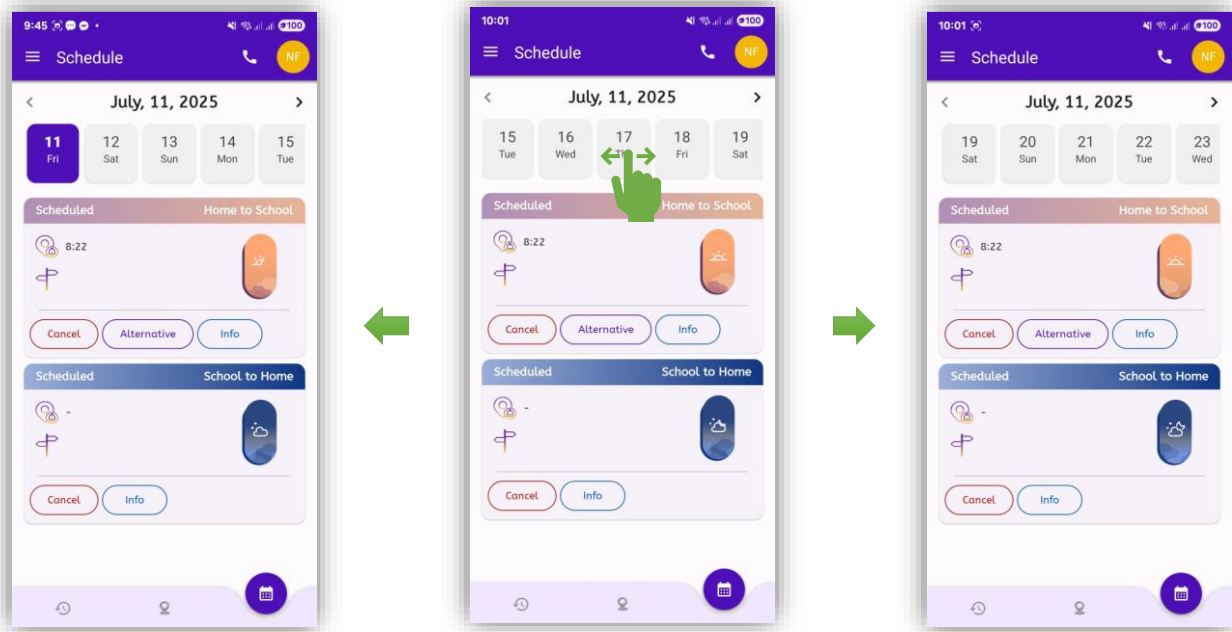 9:45
100
Schedule
NF
July, 11, 2025
11 12 13 14 15
Fri Sat Sun Mon Tue
Scheduled Home to School
8:22
Cancel Alternative Info
Scheduled School to Home
-
Cancel Info
10:01
100
Schedule
NF
July, 11, 2025
15 16 17 18 19
Tue Wed Fri Sat
Scheduled Home to School
8:22
Cancel Alternative Info
Scheduled School to Home
-
Cancel Info
10:01
100
Schedule
NF
July, 11, 2025
19 20 21 22 23
Sat Sun Mon Tue Wed
Scheduled Home to School
8:22
Cancel Alternative Info
Scheduled School to Home
-
Cancel Info